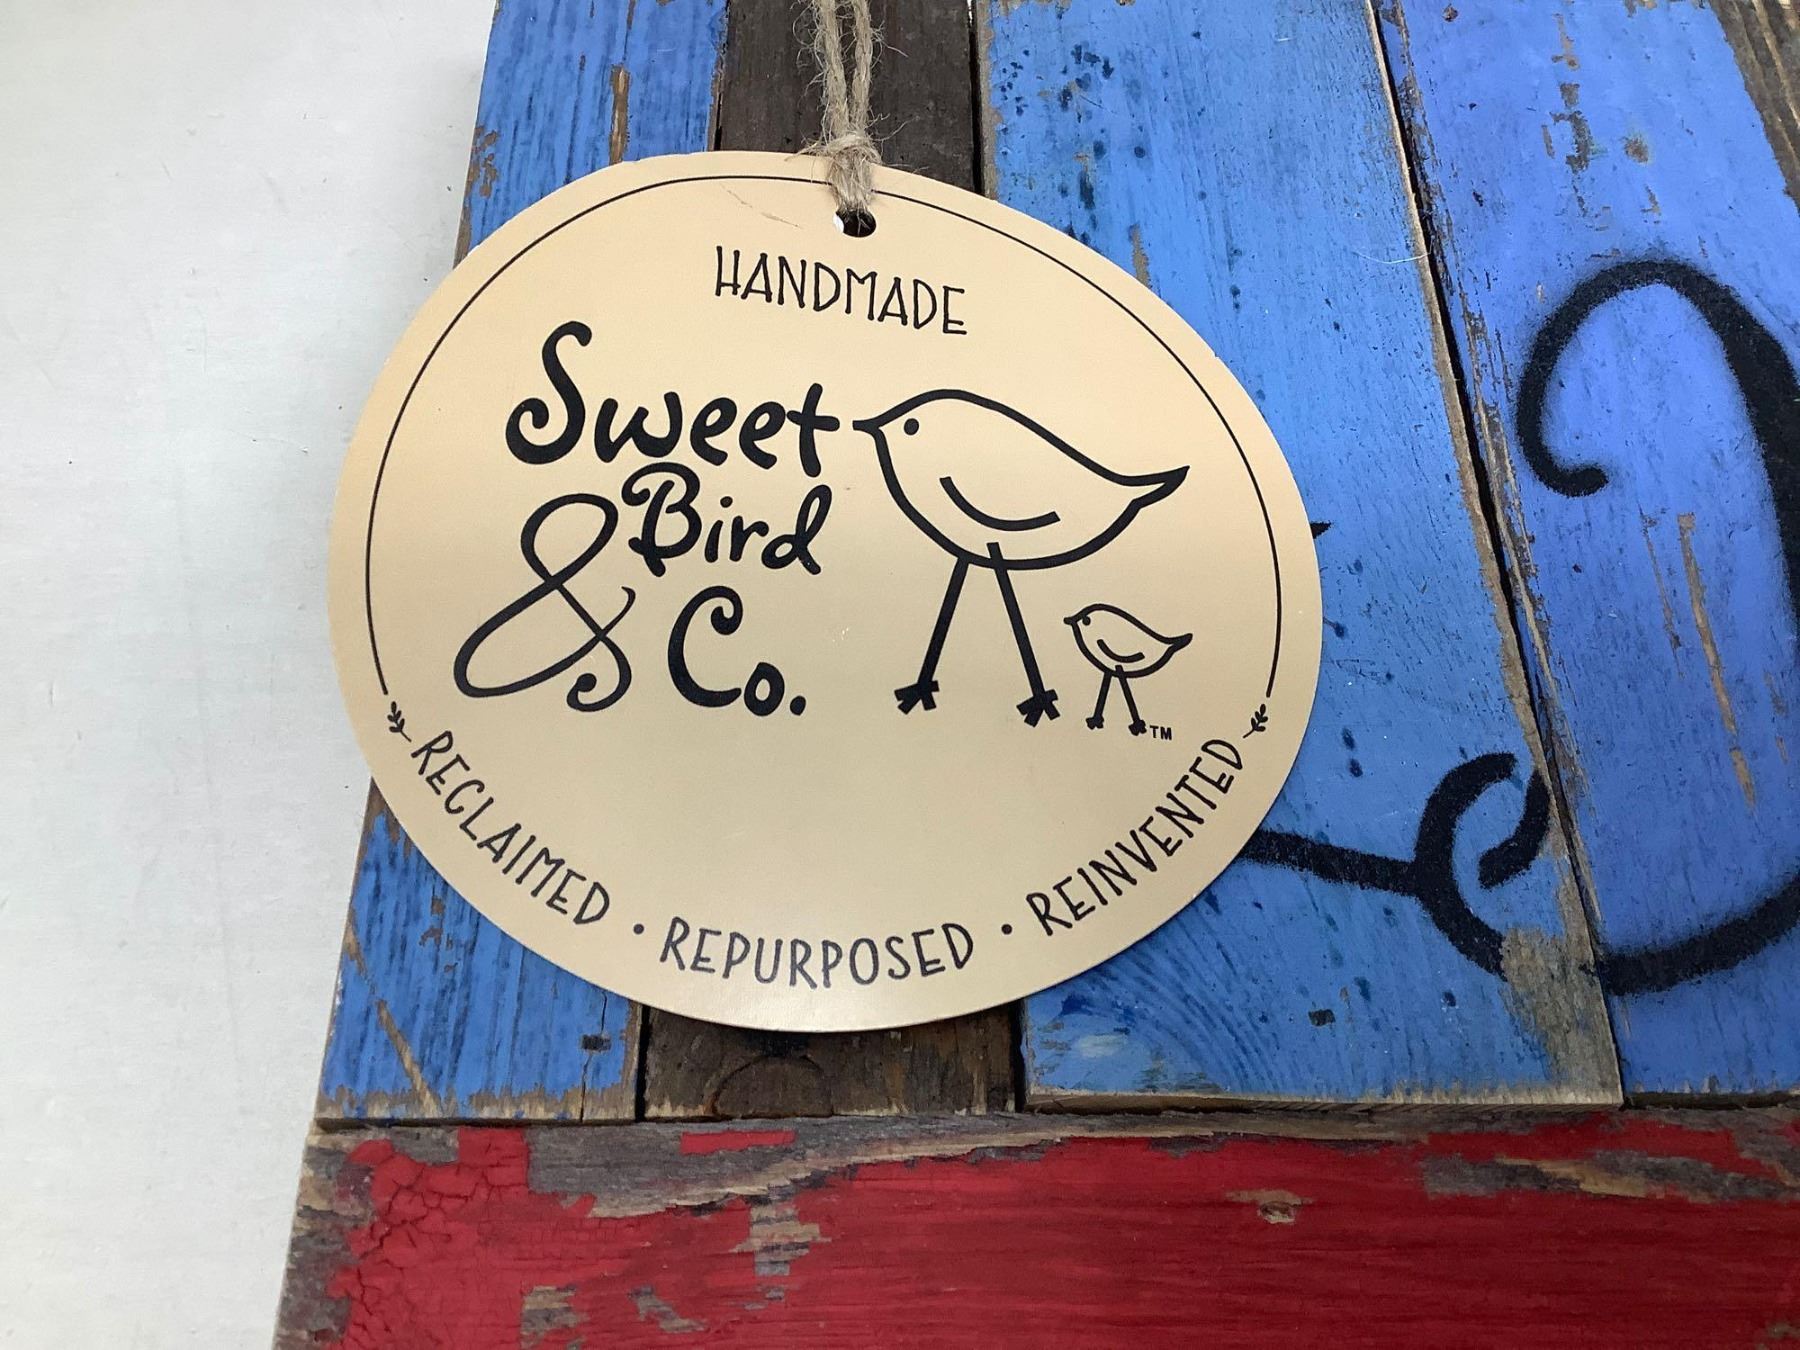 HANDMADE
Sweet
Bird
& Co.
TM
RECLAIMED • REPURPOSED • REINVENTED